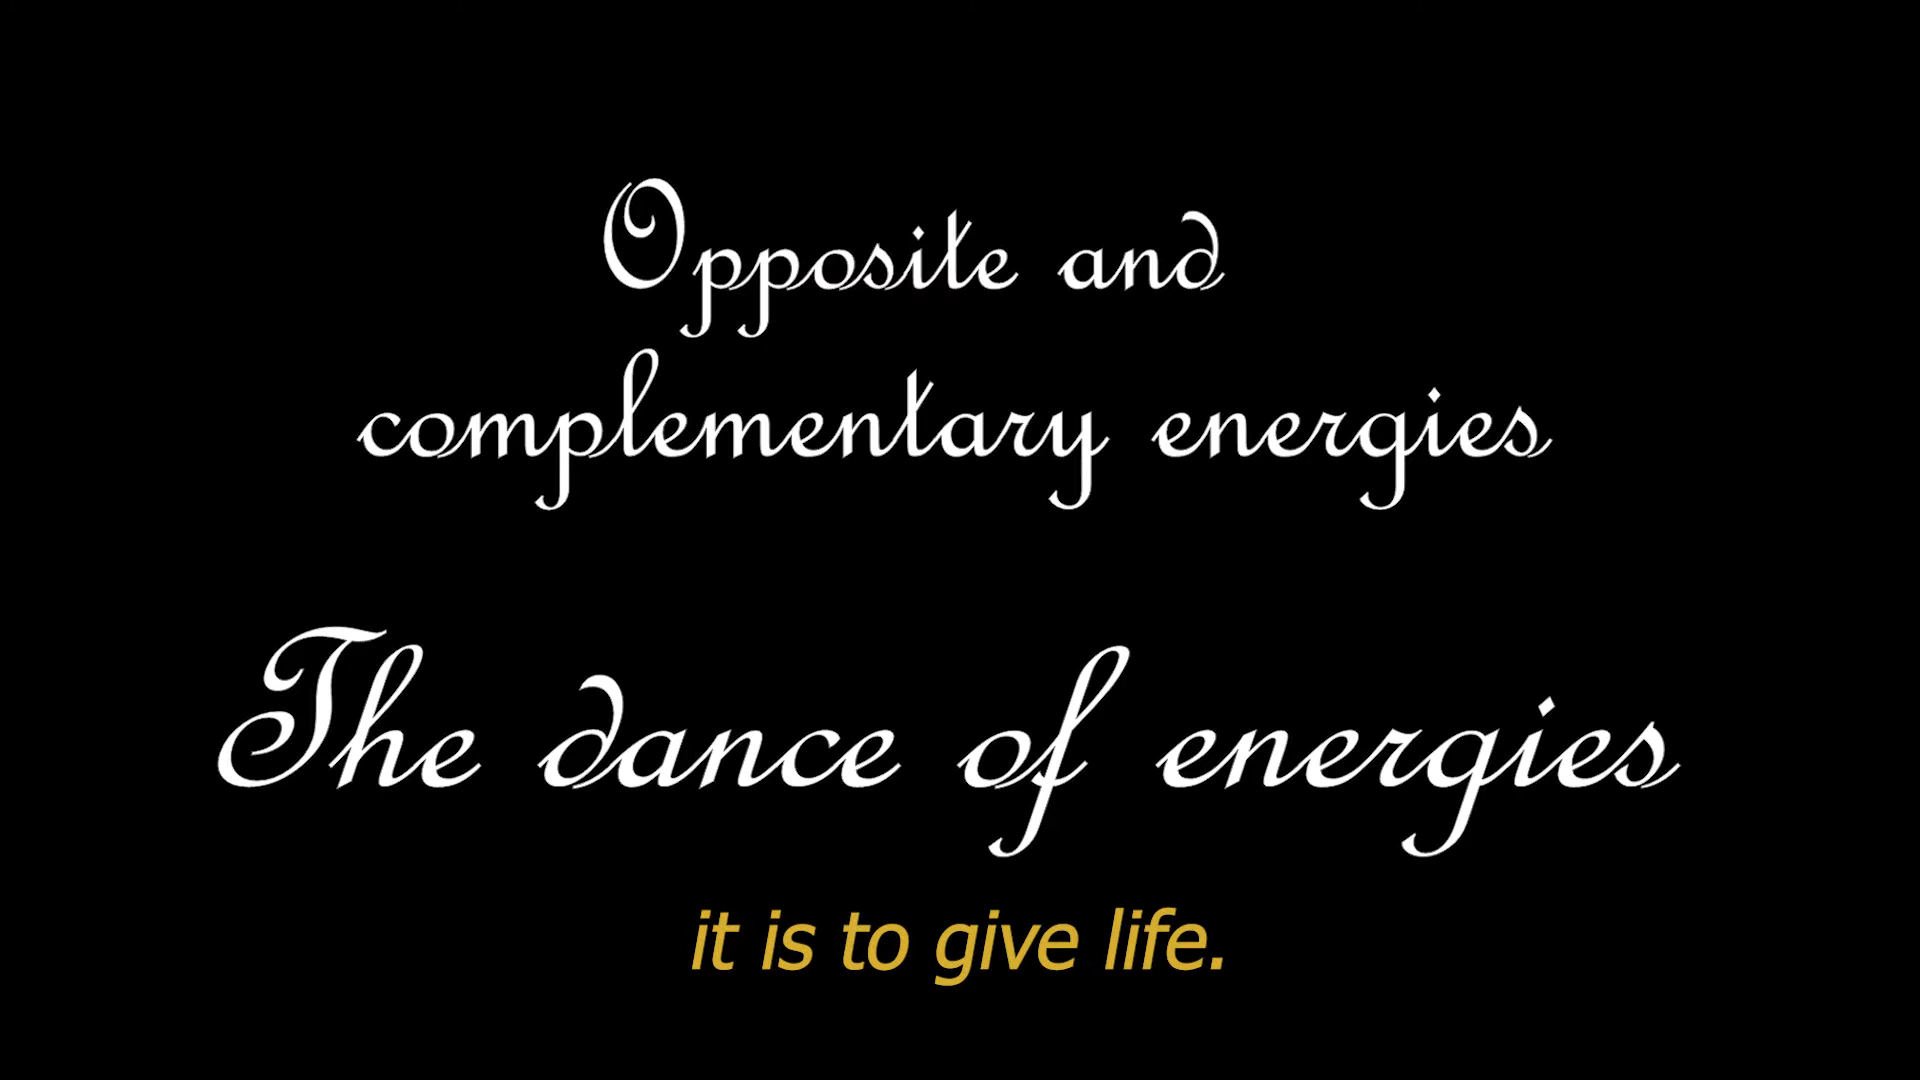 Opposite and
complementary energies
The dance of energies
it is to give life.